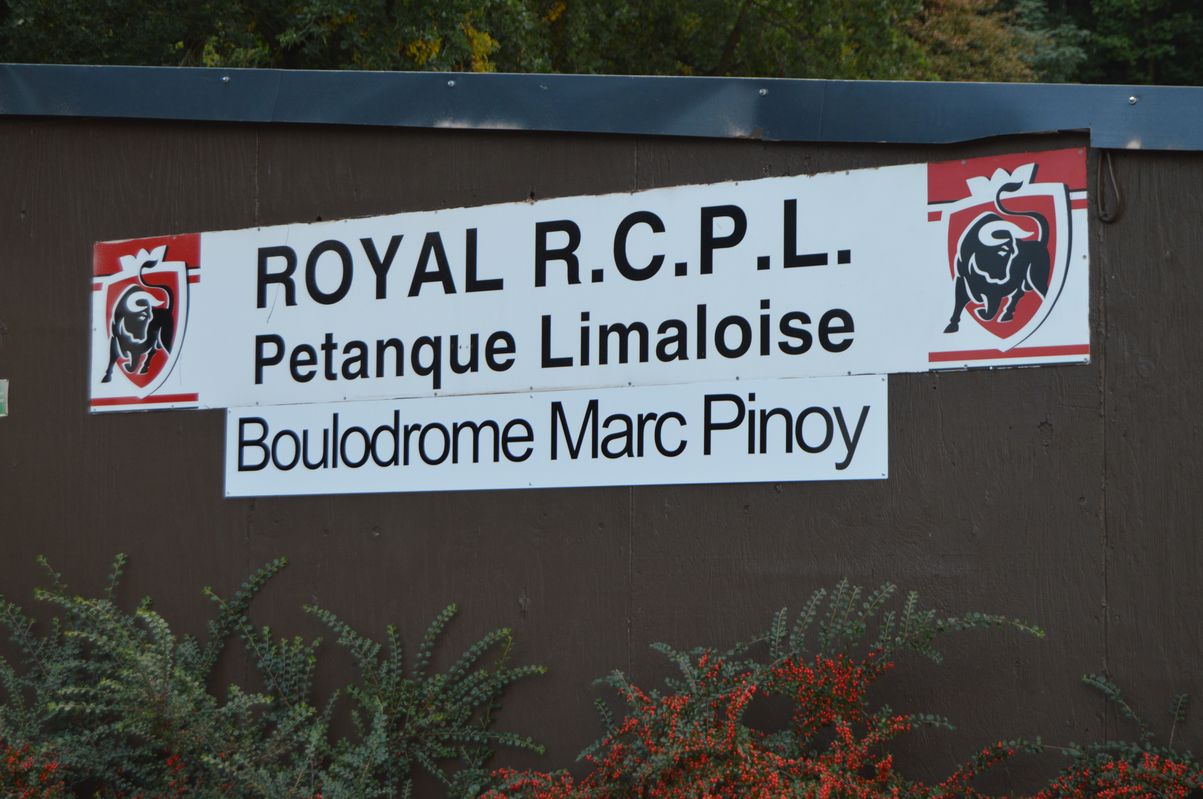 ROYAL R.C.P.L.
Petanque Limaloise
Boulodrome Marc Pinoy